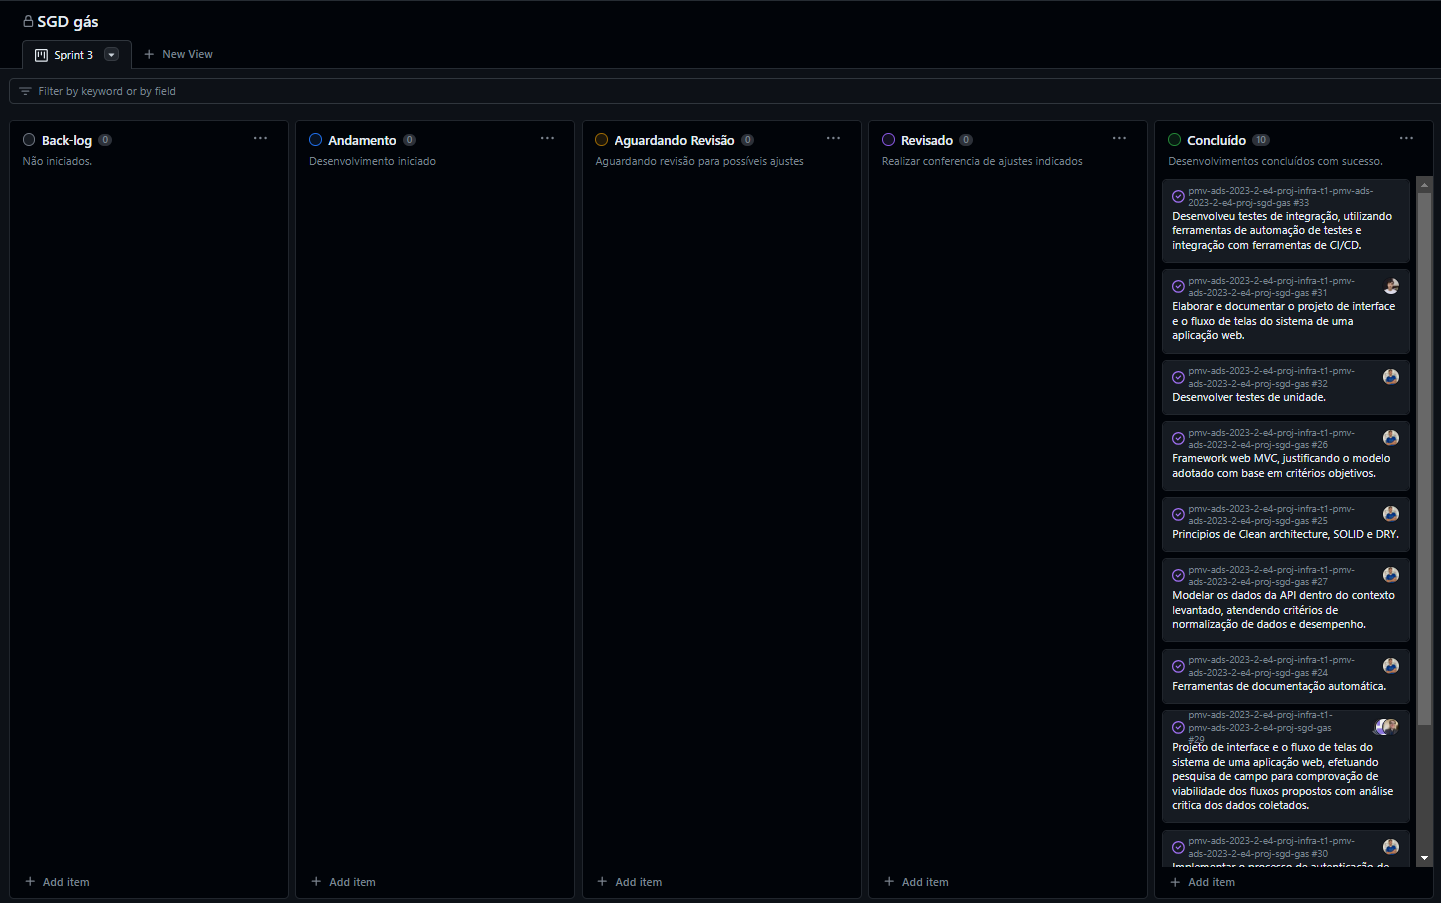 SGD gás
Sprint 3
New View
Filter by keyword or by field
Back-log 0
Não iniciados.
Andamento 0
Desenvolvimento iniciado
Aguardando Revisão 0
Aguardando revisão para possíveis ajustes
Revisado 0
Realizar conferencia de ajustes indicados
Concluído 10
Desenvolvimentos concluídos com sucesso.
pmv-ads-2023-2-e4-proj-infra-t1-pmv-ads-
2023-2-e4-proj-sgd-gas #33
Desenvolveu testes de integração, utilizando
ferramentas de automação de testes e
integração com ferramentas de CI/CD.
pmv-ads-2023-2-e4-proj-infra-t1-pmv-
ads-2023-2-e4-proj-sgd-gas #31
Elaborar e documentar o projeto de interface
e o fluxo de telas do sistema de uma
aplicação web.
pmv-ads-2023-2-e4-proj-infra-t1-pmv-
ads-2023-2-e4-proj-sgd-gas #32
Desenvolver testes de unidade.
pmv-ads-2023-2-e4-proj-infra-t1-pmv-
ads-2023-2-e4-proj-sgd-gas #26
Framework web MVC, justificando o modelo
adotado com base em critérios objetivos.
pmv-ads-2023-2-e4-proj-infra-t1-pmv-
ads-2023-2-e4-proj-sgd-gas #25
Principios de Clean architecture, SOLID e DRY.
pmv-ads-2023-2-e4-proj-infra-t1-pmv-
ads-2023-2-e4-proj-sgd-gas #27
Modelar os dados da API dentro do contexto
levantado, atendendo critérios de
normalização de dados e desempenho.
pmv-ads-2023-2-e4-proj-infra-t1-pmv-
ads-2023-2-e4-proj-sgd-gas #24
Ferramentas de documentação automática.
pmv-ads-2023-2-e4-proj-infra-t1-
pmv-ads-2023-2-e4-proj-sgd-gas
#29
Projeto de interface e o fluxo de telas do
sistema de uma aplicação web, efetuando
pesquisa de campo para comprovação de
viabilidade dos fluxos propostos com análise
critica dos dados coletados.
pmv-ads-2023-2-e4-proj-infra-t1-pmv-
ads-2023-2-e4-proj-sgd-gas #30
Implementar o processo de autenticação de
Add item
Add item
Add item
Add item
Add item